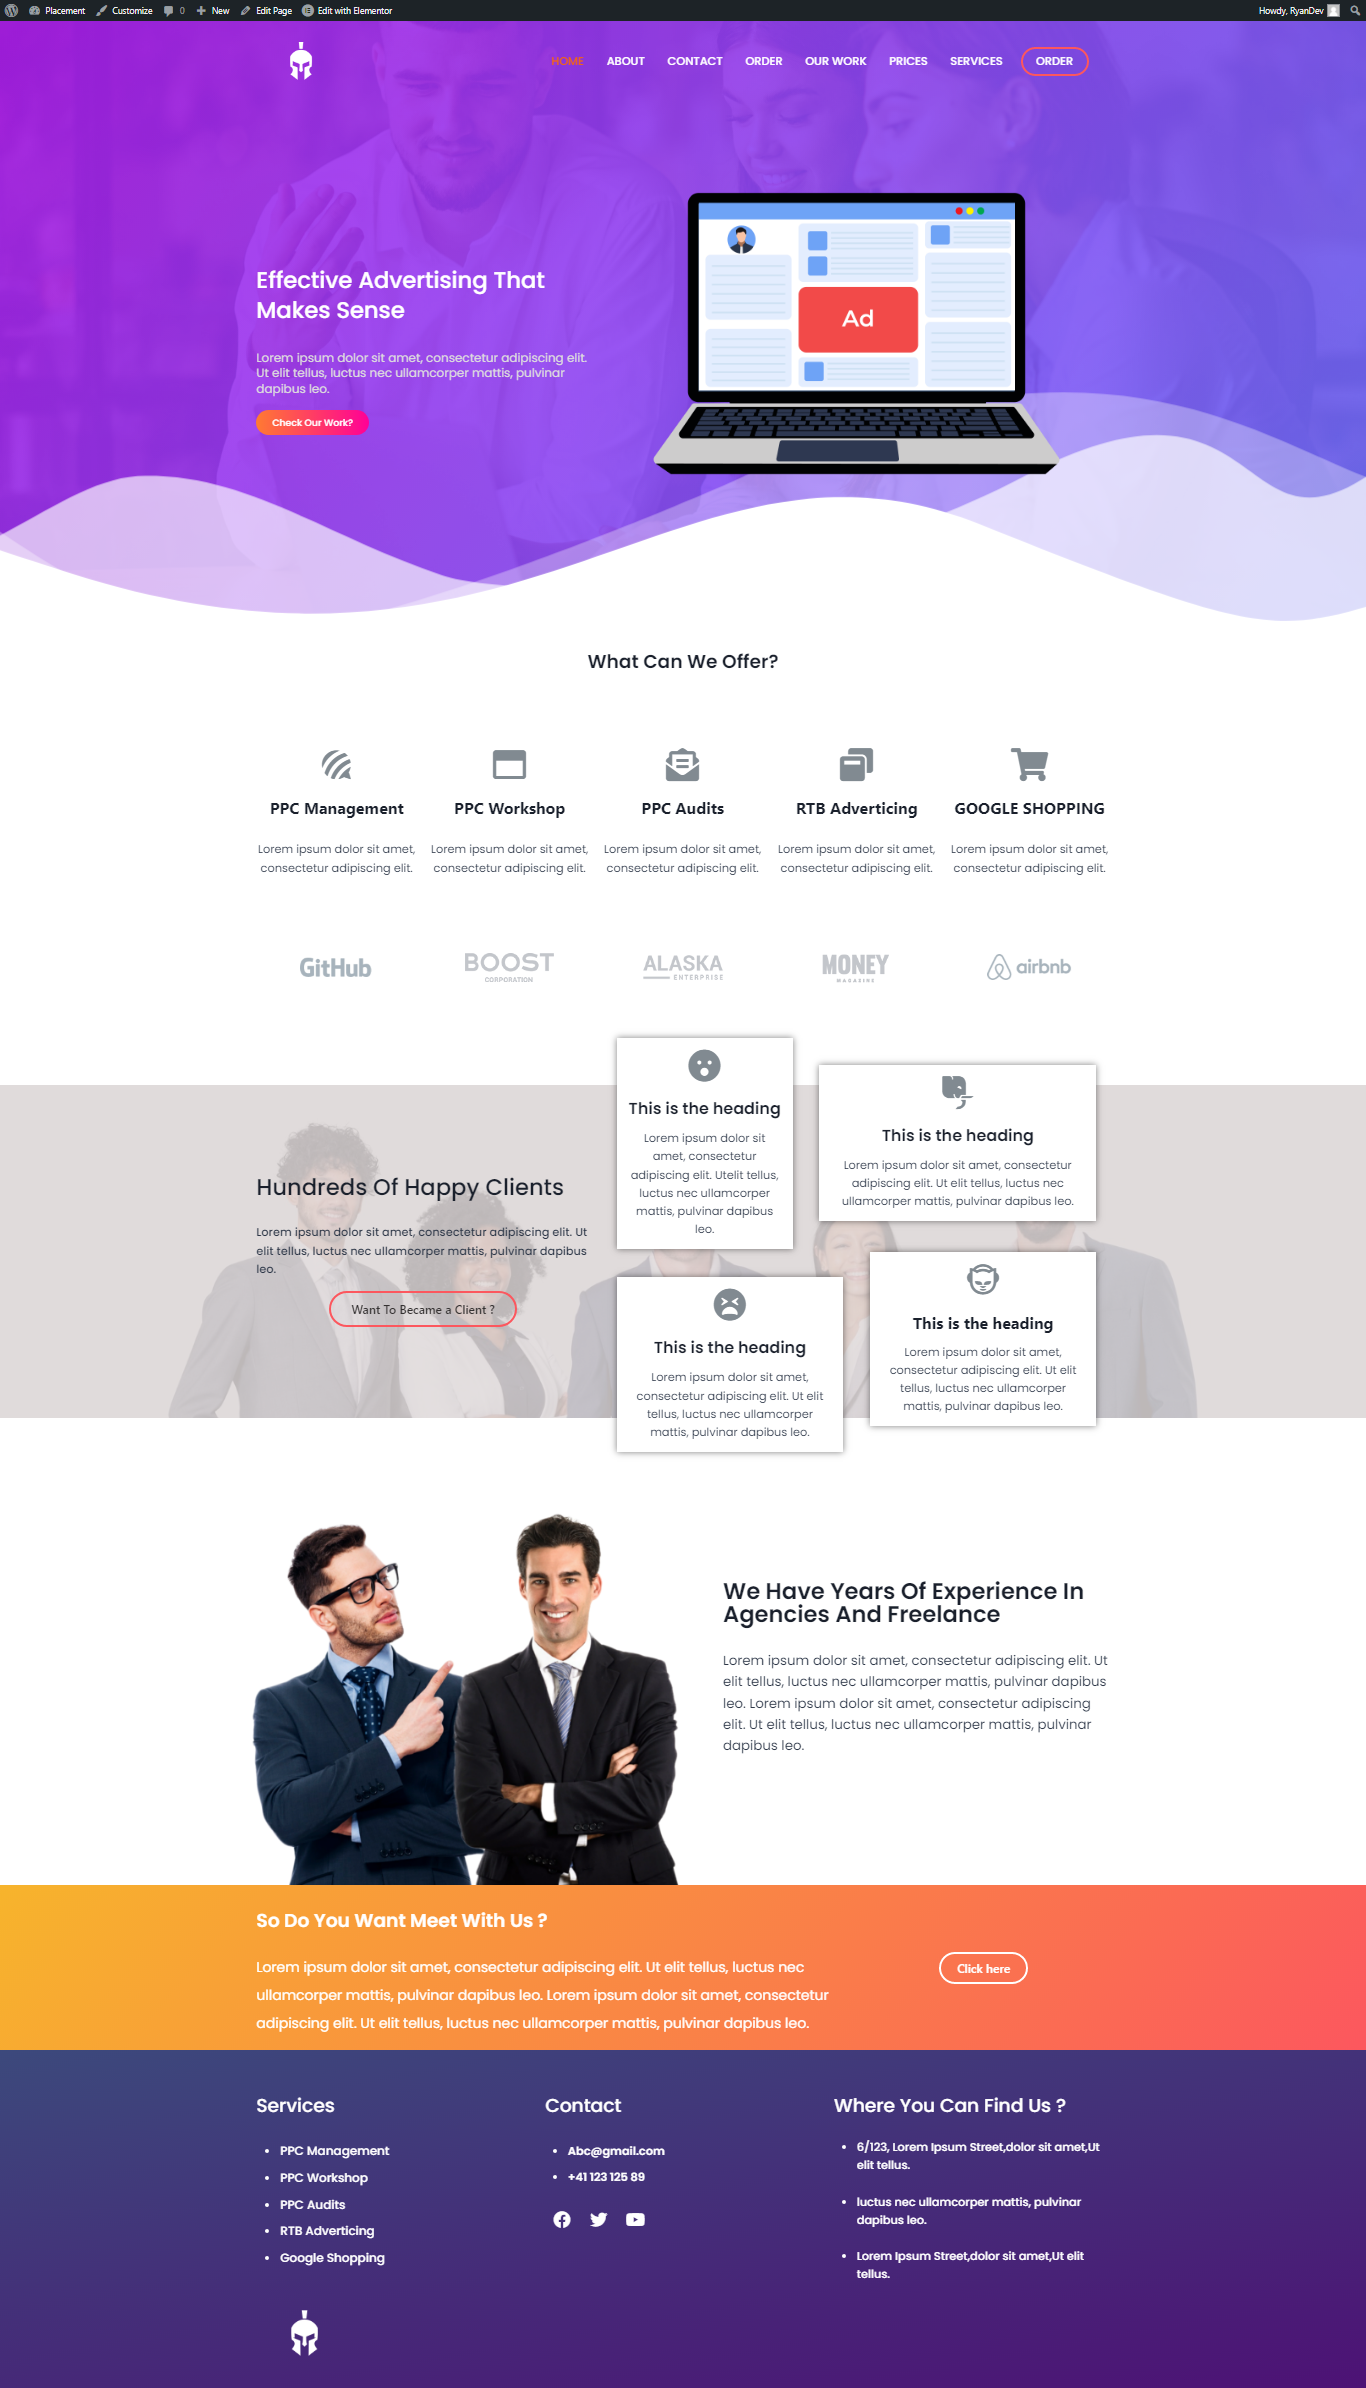 Placement Customize 0 New Edit Page Edit with Elementor Howdy, RyanDev
HOME ABOUT CONTACT ORDER OUR WORK PRICES SERVICES ORDER
Effective Advertising That
Makes Sense
Lorem ipsum dolor sit amet, consectetur adipiscing elit.
Ut elit tellus, luctus nec ullamcorper mattis, pulvinar
dapibus leo.
Check Our Work?
Ad
What Can We Offer?
PPC Management
Lorem ipsum dolor sit amet,
consectetur adipiscing elit.
PPC Workshop
Lorem ipsum dolor sit amet,
consectetur adipiscing elit.
PPC Audits
Lorem ipsum dolor sit amet,
consectetur adipiscing elit.
RTB Adverticing
Lorem ipsum dolor sit amet,
consectetur adipiscing elit.
GOOGLE SHOPPING
Lorem ipsum dolor sit amet,
consectetur adipiscing elit.
GitHub
BOOST
CORPORATION
ALASKA
ENTERPRISE
MONEY
MAGAZINE
airbnb
Hundreds Of Happy Clients
Lorem ipsum dolor sit amet, consectetur adipiscing elit. Ut
elit tellus, luctus nec ullamcorper mattis, pulvinar dapibus
leo.
Want To Became a Client ?
This is the heading
Lorem ipsum dolor sit
amet, consectetur
adipiscing elit. Utelit tellus,
luctus nec ullamcorper
mattis, pulvinar dapibus
leo.
This is the heading
Lorem ipsum dolor sit amet, consectetur
adipiscing elit. Ut elit tellus, luctus nec
ullamcorper mattis, pulvinar dapibus leo.
This is the heading
Lorem ipsum dolor sit amet,
consectetur adipiscing elit. Ut elit
tellus, luctus nec ullamcorper
mattis, pulvinar dapibus leo.
This is the heading
Lorem ipsum dolor sit amet,
consectetur adipiscing elit. Ut elit
tellus, luctus nec ullamcorper
mattis, pulvinar dapibus leo.
We Have Years Of Experience In
Agencies And Freelance
Lorem ipsum dolor sit amet, consectetur adipiscing elit. Ut
elit tellus, luctus nec ullamcorper mattis, pulvinar dapibus
leo. Lorem ipsum dolor sit amet, consectetur adipiscing
elit. Ut elit tellus, luctus nec ullamcorper mattis, pulvinar
dapibus leo.
So Do You Want Meet With Us ?
Lorem ipsum dolor sit amet, consectetur adipiscing elit. Ut elit tellus, luctus nec
ullamcorper mattis, pulvinar dapibus leo. Lorem ipsum dolor sit amet, consectetur
adipiscing elit. Ut elit tellus, luctus nec ullamcorper mattis, pulvinar dapibus leo.
Click here
Services
• PPC Management
• PPC Workshop
• PPC Audits
• RTB Adverticing
• Google Shopping
Contact
• Abc@gmail.com
• +41 123 125 89
Where You Can Find Us ?
• 6/123, Lorem Ipsum Street,dolor sit amet,Ut
elit tellus.
• luctus nec ullamcorper mattis, pulvinar
dapibus leo.
• Lorem Ipsum Street,dolor sit amet,Ut elit
tellus.